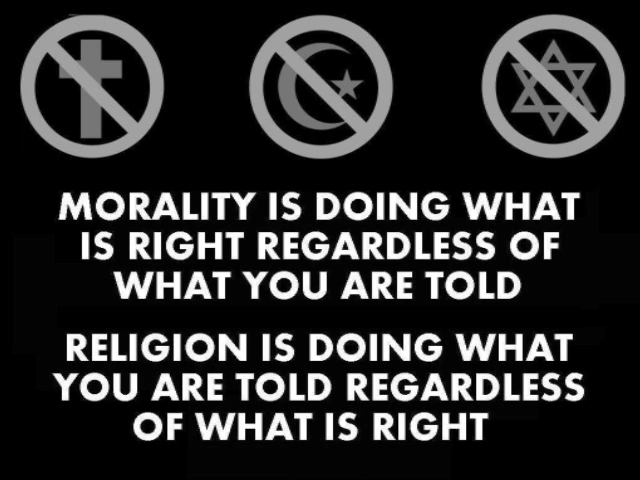 MORALITY IS DOING WHAT
IS RIGHT REGARDLESS OF
WHAT YOU ARE TOLD
RELIGION IS DOING WHAT
YOU ARE TOLD REGARDLESS
OF WHAT IS RIGHT